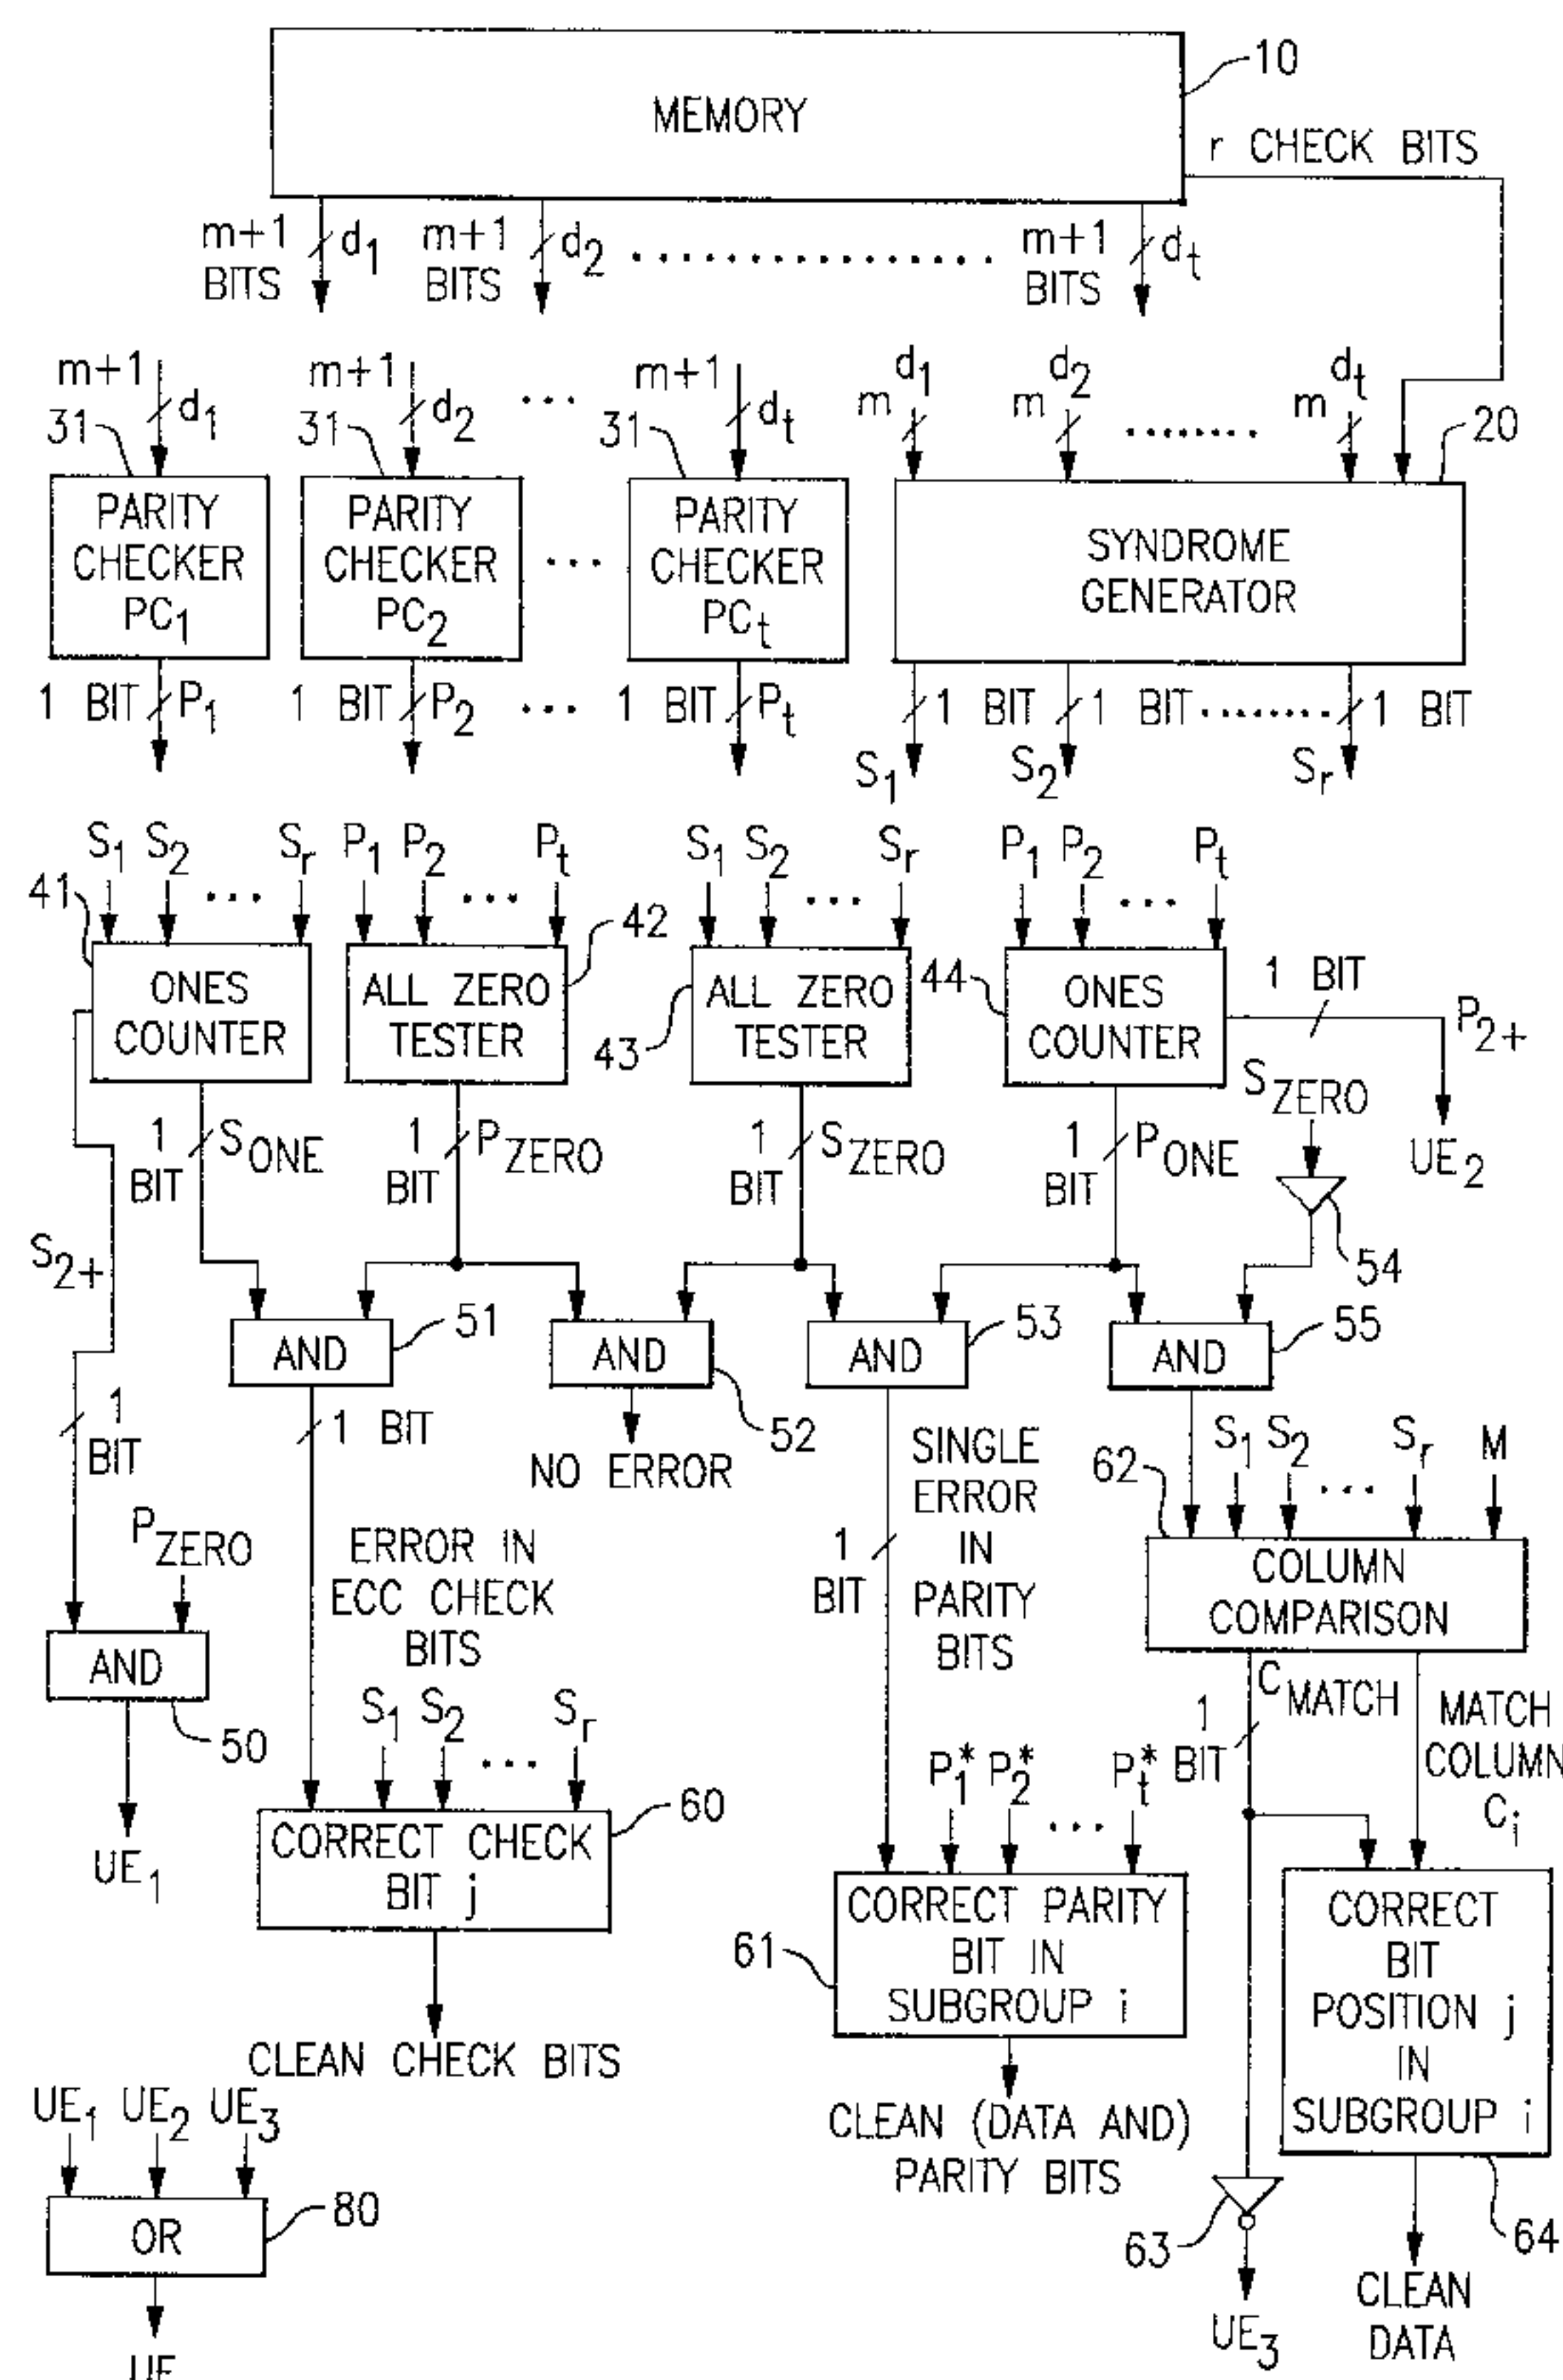 10
MEMORY
r CHECK BITS
m+1 BITS d1
m+1 BITS d2
m+1 BITS dt
m+1 d1
m+1 d2
...
m+1 dt
m d1
m d2
m dt
31
31
31
20
PARITY CHECKER PC1
PARITY CHECKER PC2
...
PARITY CHECKER PCt
SYNDROME GENERATOR
1 BIT P1
1 BIT P2
...
1 BIT Pt
1 BIT
1 BIT
1 BIT
S1
S2
Sr
S1 S2 ... Sr
P1 P2 ... Pt
S1 S2 ... Sr
P1 P2 ... Pt
41
ONES COUNTER
42
ALL ZERO TESTER
43
ALL ZERO TESTER
44
ONES COUNTER
1 BIT
P2+
UE2
1 BIT SONE
1 BIT PZERO
1 BIT SZERO
1 BIT PONE
SZERO
54
S2+
AND
51
AND
52
AND
53
AND
55
1 BIT
1 BIT
NO ERROR
SINGLE ERROR IN PARITY BITS
1 BIT
62
S1 S2 ... Sr M
COLUMN COMPARISON
PZERO
AND
50
UE1
ERROR IN ECC CHECK BITS
S1 S2 ... Sr
60
CORRECT CHECK BIT j
CLEAN CHECK BITS
P1* P2* ... Pt*
61
CORRECT PARITY BIT IN SUBGROUP i
CLEAN (DATA AND) PARITY BITS
CMATCH
1 BIT
MATCH COLUMN Ci
CORRECT BIT POSITION j IN SUBGROUP i
63
UE3
64
CLEAN DATA
UE1 UE2 UE3
OR
80
UE